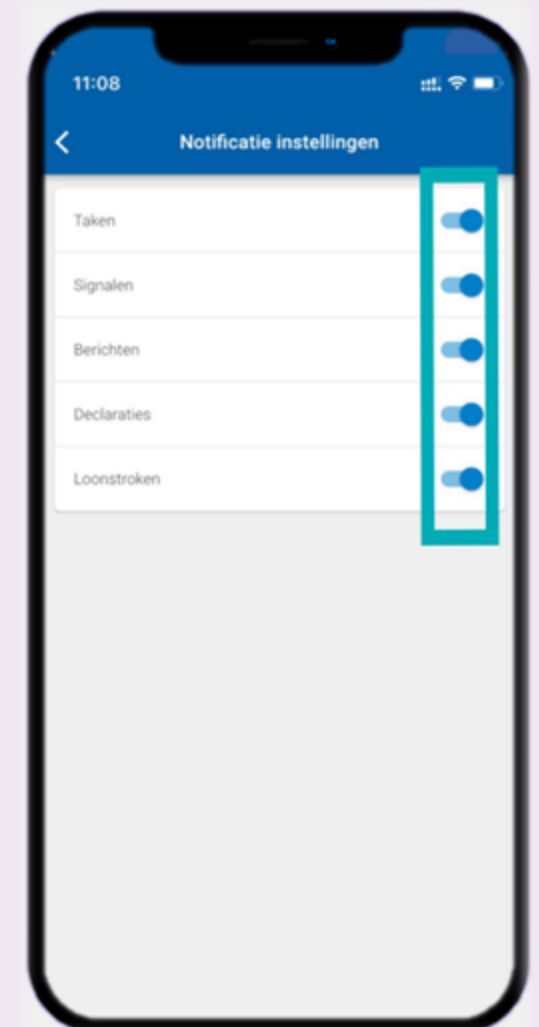 11:08
Notificatie instellingen
Taken
Signalen
Berichten
Declaraties
Loonstroken